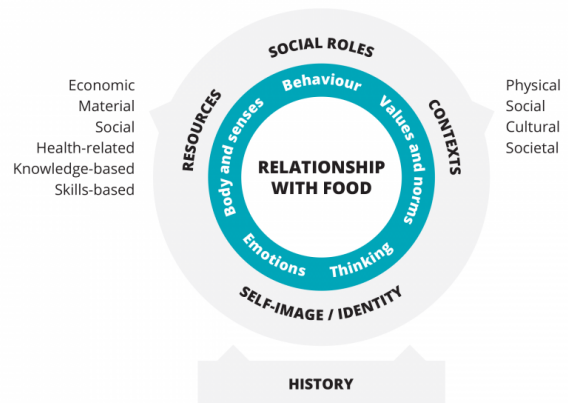 SOCIAL ROLES
Behaviour
Economic
Material
Social
Health-related
Knowledge-based
Skills-based
RESOURCES
Body and senses
RELATIONSHIP
WITH FOOD
Values and norms
CONTEXTS
Physical
Social
Cultural
Societal
Emotions
Thinking
SELF-IMAGE / IDENTITY
HISTORY